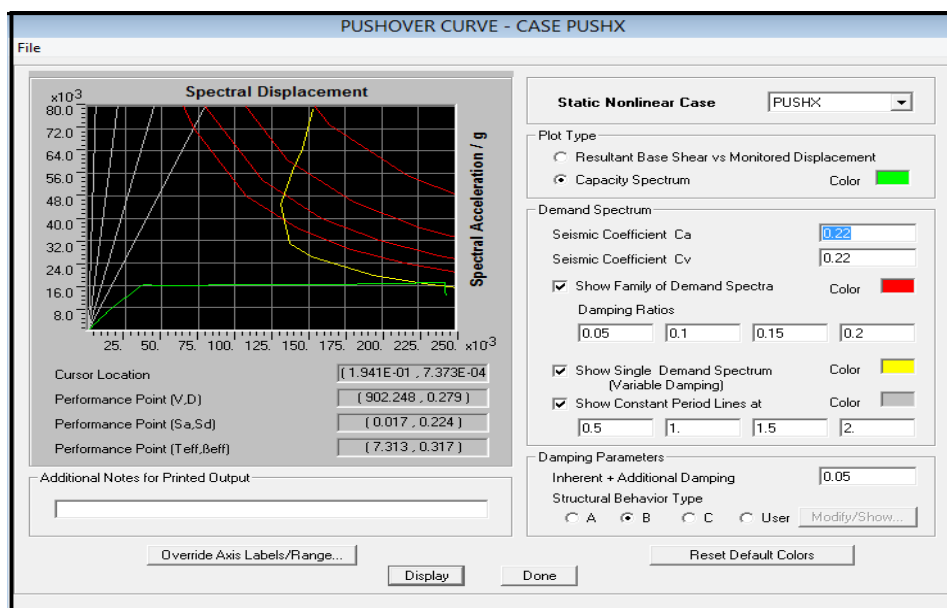 PUSHOVER CURVE - CASE PUSHX
File
Spectral Displacement
x10-3
80.0
72.0
64.0
56.0
48.0
40.0
32.0
24.0
16.0
8.0
25. 50. 75. 100. 125. 150. 175. 200. 225. 250. x10-3
Spectral Acceleration / g
Cursor Location
( 1.941E-01 , 7.373E-04
Performance Point (V,D)
( 902.248 , 0.279 )
Performance Point (Sa,Sd)
( 0.017 , 0.224 )
Performance Point (Teff,βeff)
( 7.313 , 0.317 )
Additional Notes for Printed Output
Static Nonlinear Case
PUSHX
Plot Type
Resultant Base Shear vs Monitored Displacement
Capacity Spectrum
Color
Demand Spectrum
Seismic Coefficient Ca
0.22
Seismic Coefficient Cv
0.22
Show Family of Demand Spectra
Color
Damping Ratios
0.05 0.1 0.15 0.2
Show Single Demand Spectrum
Color
(Variable Damping)
Show Constant Period Lines at
Color
0.5 1. 1.5 2.
Damping Parameters
Inherent + Additional Damping
0.05
Structural Behavior Type
A B C User Modify/Show...
Override Axis Labels/Range...
Reset Default Colors
Display
Done